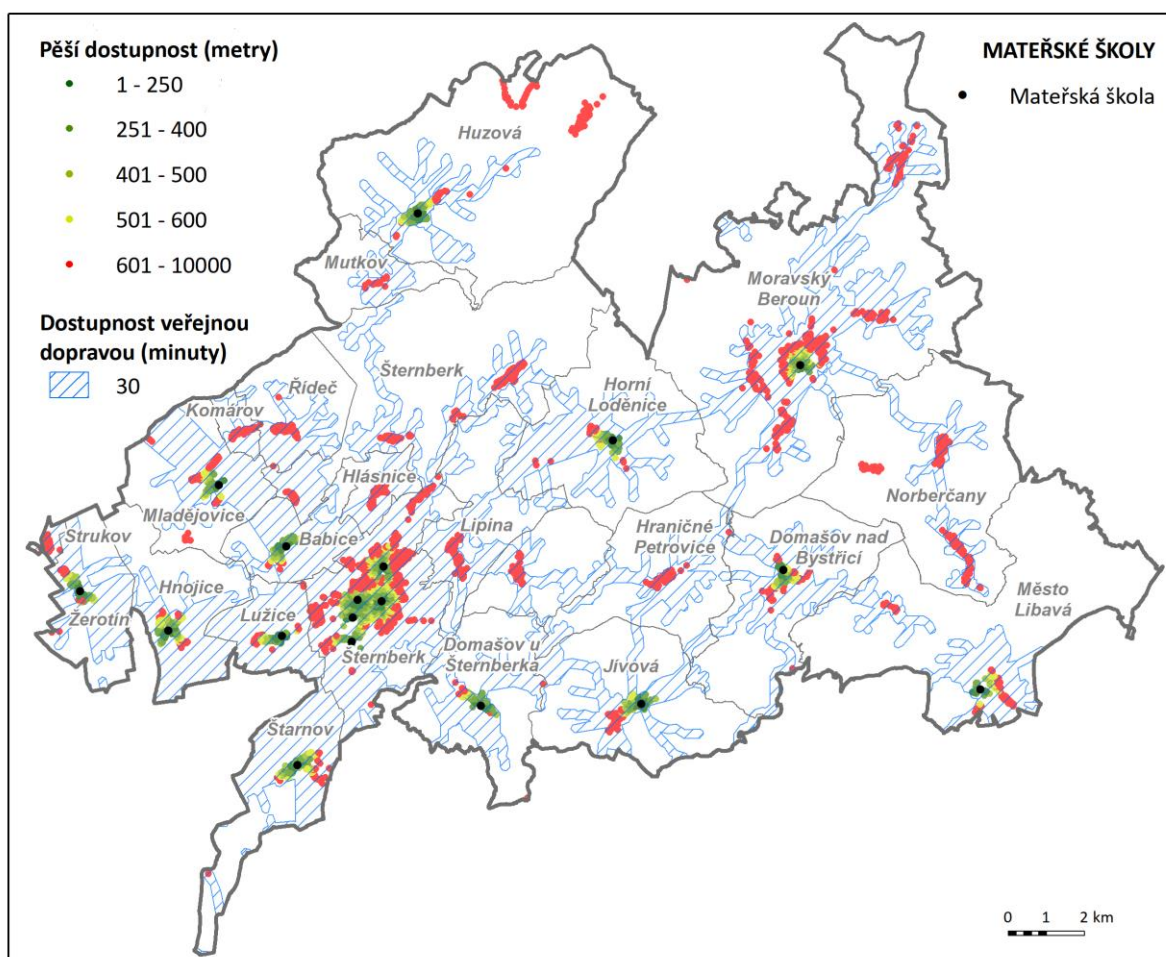 Pěší dostupnost (metry)
1 - 250
251 - 400
401 - 500
501 - 600
601 - 10000
Dostupnost veřejnou
dopravou (minuty)
30
MATEŘSKÉ ŠKOLY
Mateřská škola
Huzová
Mutkov
Moravský
Beroun
Šternberk
Řídeč
Komárov
Horní
Loděnice
Hlásnice
Norberčany
Mladějovice
Lipina
Hraničné
Petrovice
Strukov
Babice
Domašov nad
Bystřicí
Hnojice
Město
Libavá
Žerotín
Lužice
Šternberk
Domašov u
Šternberka
Jívová
Štarnov
0 1 2 km